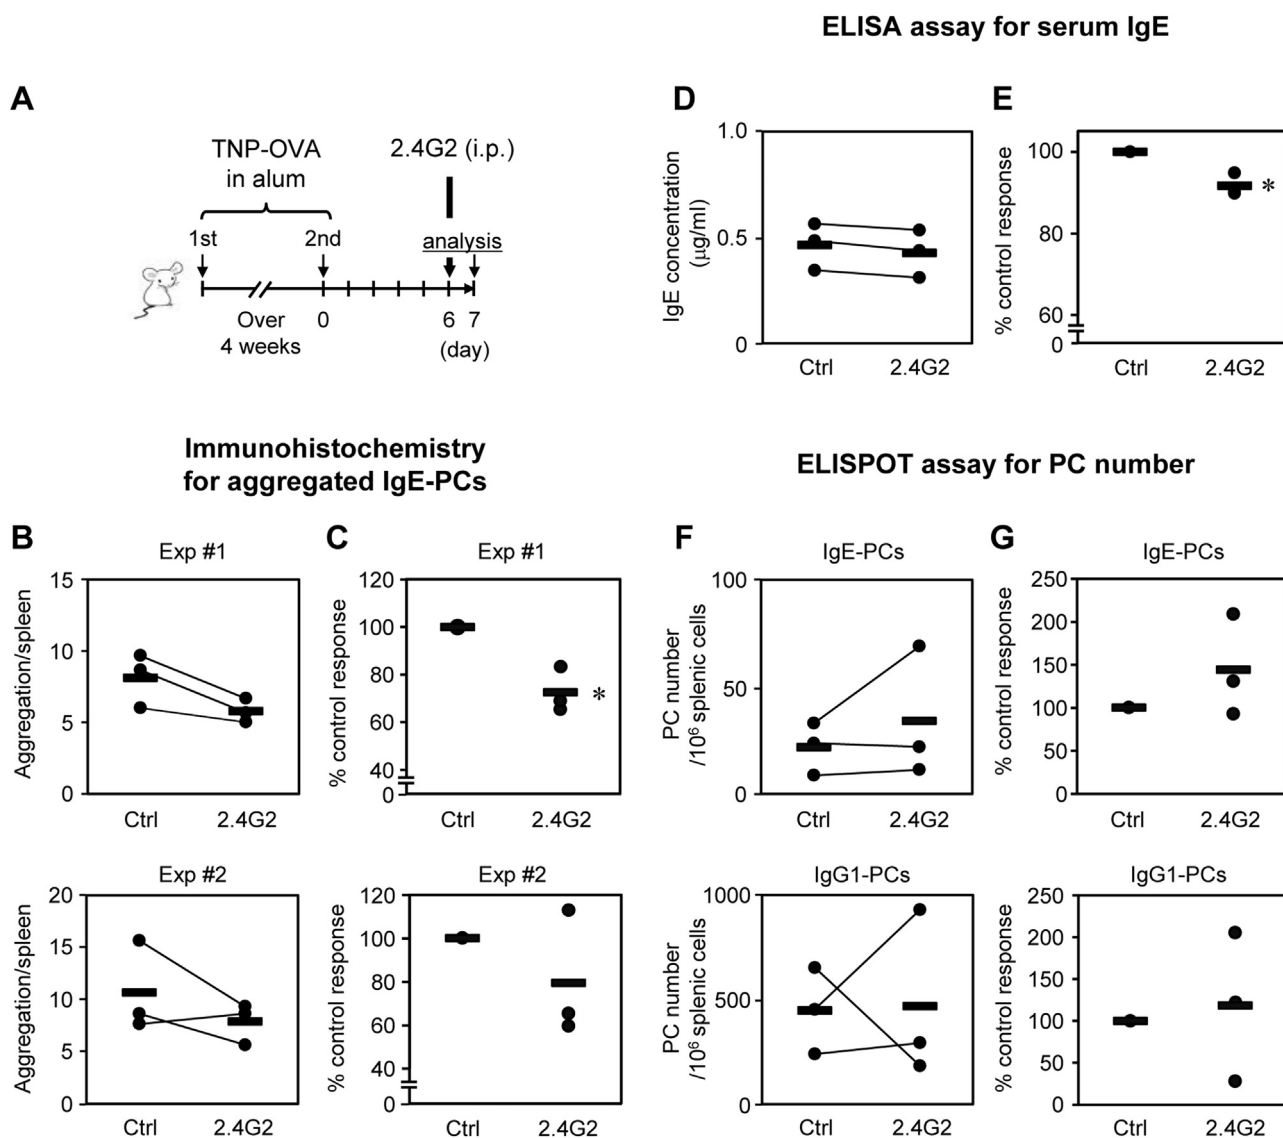 ELISA assay for serum IgE
A
TNP-OVA
in alum
2.4G2 (i.p.)
1st
2nd
analysis
Over
4 weeks
0
6
7
(day)
D
IgE concentration
(μg/ml)
1.0
0.5
0
Ctrl
2.4G2
E
% control response
100
80
60
0
*
Ctrl
2.4G2
Immunohistochemistry
for aggregated IgE-PCs
B
Exp #1
Aggregation/spleen
15
10
5
0
Ctrl
2.4G2
C
Exp #1
% control response
120
100
80
60
40
0
*
Ctrl
2.4G2
Exp #2
Aggregation/spleen
20
15
10
5
0
Ctrl
2.4G2
Exp #2
% control response
120
100
80
60
40
0
Ctrl
2.4G2
ELISPOT assay for PC number
F
IgE-PCs
PC number
/10⁶ splenic cells
100
50
0
Ctrl
2.4G2
G
IgE-PCs
% control response
250
200
150
100
50
0
Ctrl
2.4G2
IgG1-PCs
PC number
/10⁶ splenic cells
1000
500
0
Ctrl
2.4G2
IgG1-PCs
% control response
250
200
150
100
50
0
Ctrl
2.4G2